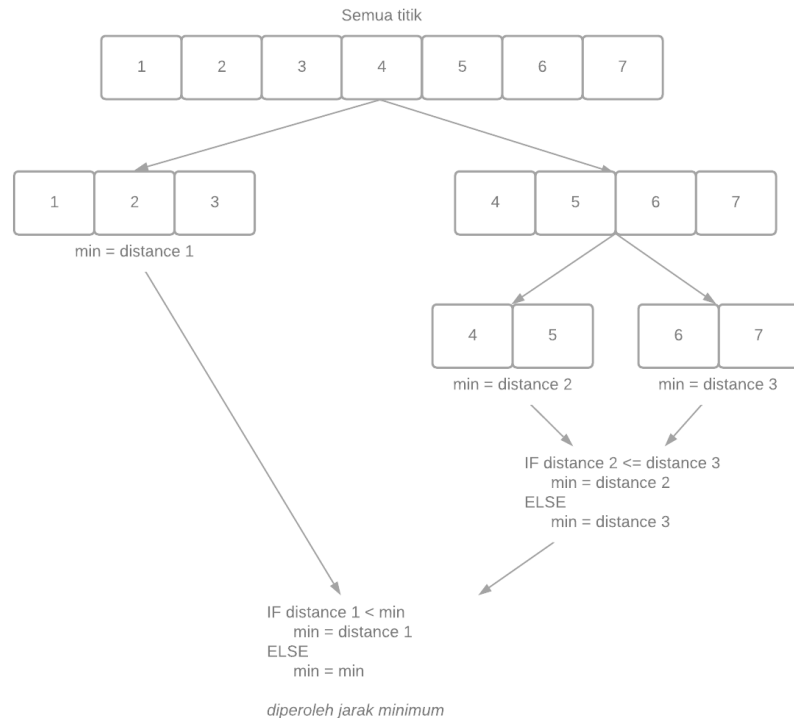 Semua titik
1 2 3 4 5 6 7
1 2 3
4 5 6 7
min = distance 1
4 5
6 7
min = distance 2
min = distance 3
IF distance 2 <= distance 3
min = distance 2
ELSE
min = distance 3
IF distance 1 < min
min = distance 1
ELSE
min = min
diperoleh jarak minimum